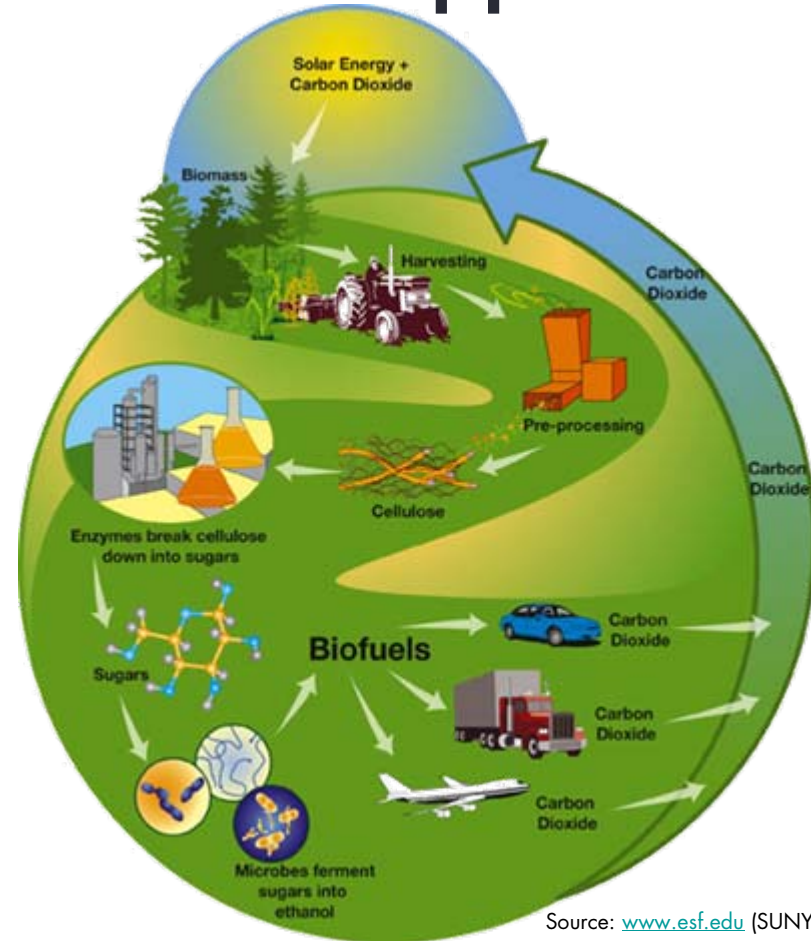 Solar Energy +
Carbon Dioxide
Biomass
Harvesting
Carbon
Dioxide
Pre-processing
Carbon
Dioxide
Cellulose
Enzymes break cellulose
down into sugars
Sugars
Biofuels
Carbon
Dioxide
Carbon
Dioxide
Carbon
Dioxide
Microbes ferment
sugars into
ethanol
Source: www.esf.edu (SUNY